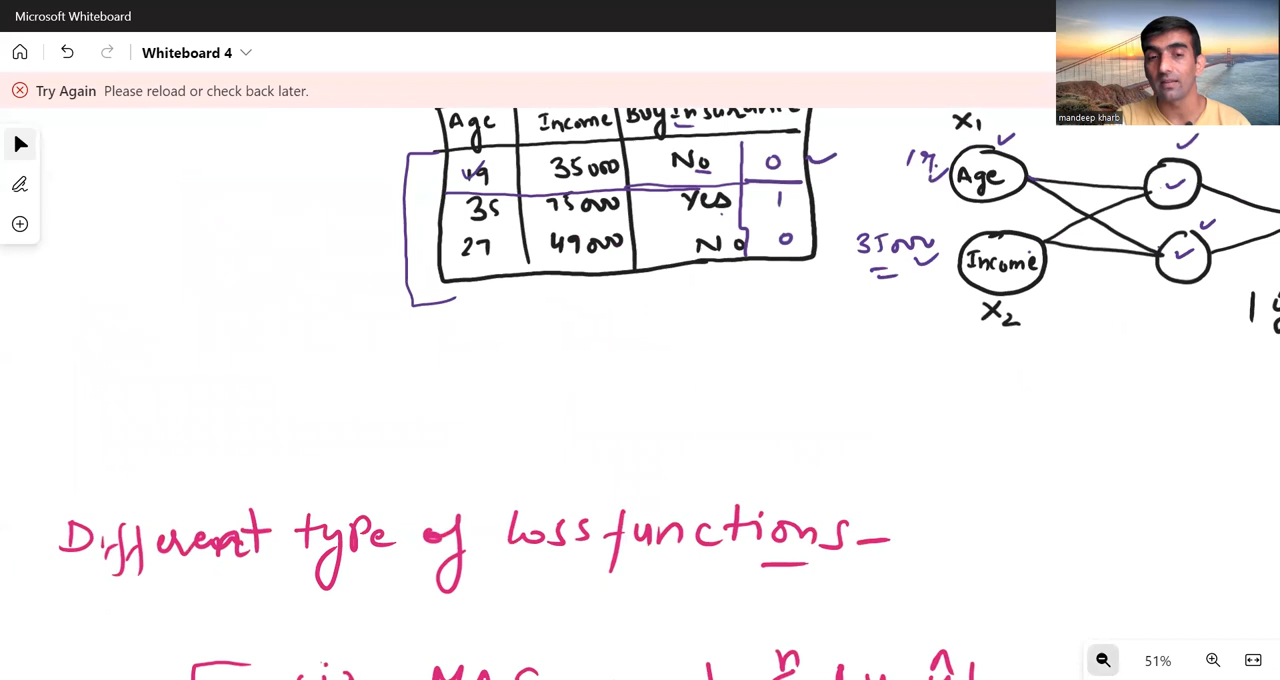 Microsoft Whiteboard
Whiteboard 4
Try Again Please reload or check back later.
mandeep kharb
Age Income Buy
35000 No 0
35 75000 Yes 1
27 49000 No 0
X1
19 Age
35000 Income
X2
Different type of loss functions -
(i) MAE
n
51%